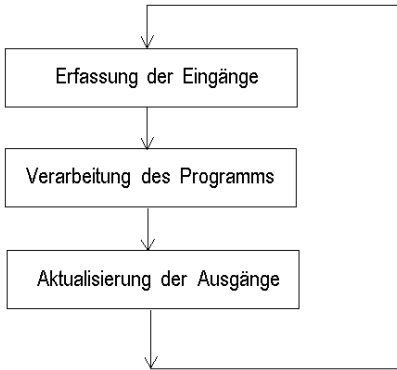 Erfassung der Eingänge
Verarbeitung des Programms
Aktualisierung der Ausgänge